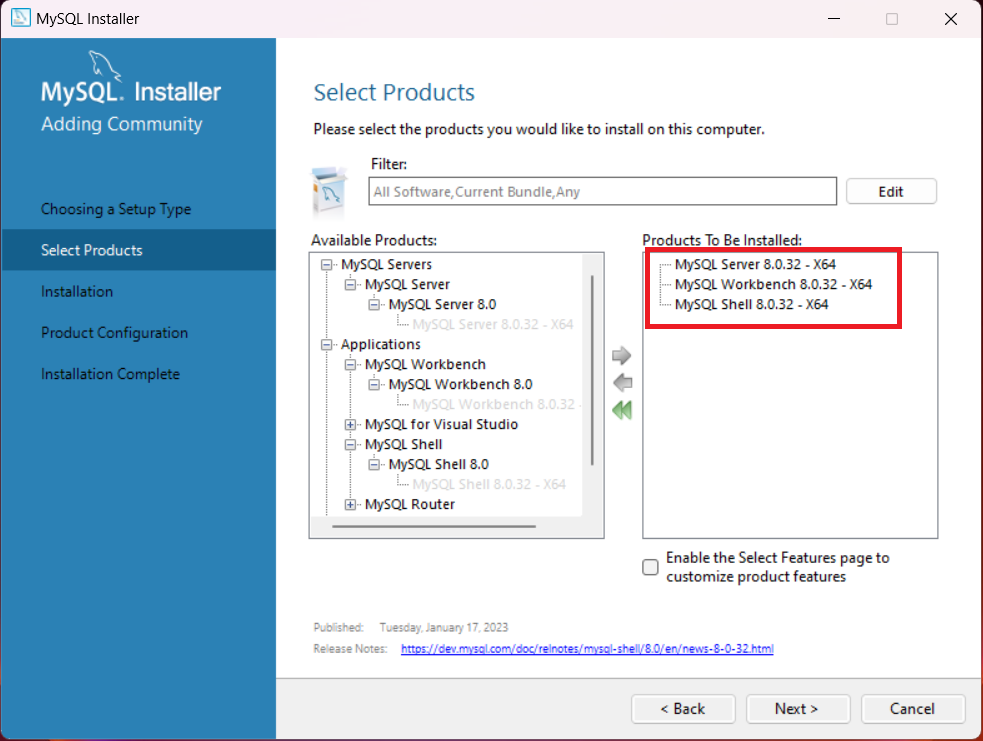 MySQL Installer
MySQL. Installer
Adding Community
Choosing a Setup Type
Select Products
Installation
Product Configuration
Installation Complete
Select Products
Please select the products you would like to install on this computer.
Filter:
All Software,Current Bundle,Any
Edit
Available Products:
MySQL Servers
MySQL Server
MySQL Server 8.0
MySQL Server 8.0.32 - X64
Applications
MySQL Workbench
MySQL Workbench 8.0
MySQL Workbench 8.0.32 -
MySQL for Visual Studio
MySQL Shell
MySQL Shell 8.0
MySQL Shell 8.0.32 - X64
MySQL Router
Products To Be Installed:
MySQL Server 8.0.32 - X64
MySQL Workbench 8.0.32 - X64
MySQL Shell 8.0.32 - X64
Enable the Select Features page to
customize product features
Published: Tuesday, January 17, 2023
Release Notes: https://dev.mysql.com/doc/relnotes/mysql-shell/8.0/en/news-8-0-32.html
< Back
Next >
Cancel